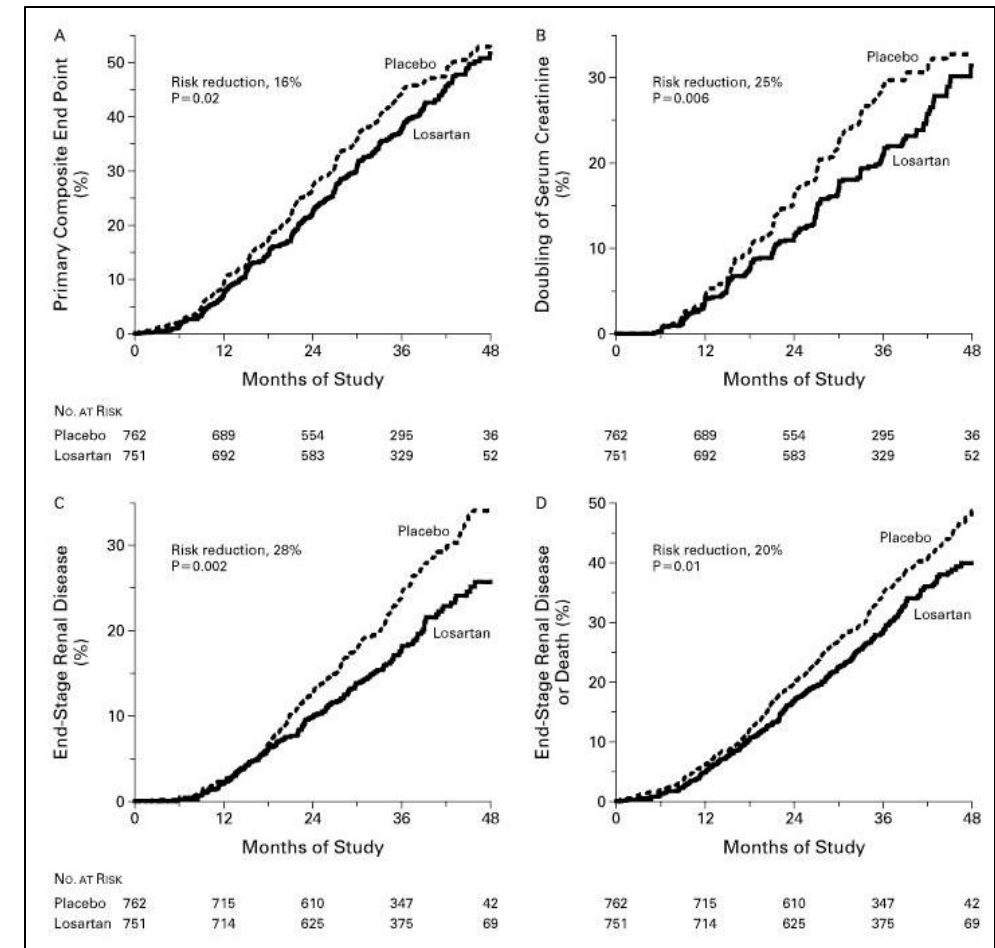 A
Primary Composite End Point
(%)
50
40
30
20
10
0
Risk reduction, 16%
P=0.02
Placebo
Losartan
0 12 24 36 48
Months of Study
B
Doubling of Serum Creatinine
(%)
30
20
10
0
Risk reduction, 25%
P=0.006
Placebo
Losartan
0 12 24 36 48
Months of Study
No. at Risk
Placebo 762 689 554 295 36 762 689 554 295 36
Losartan 751 692 583 329 52 751 692 583 329 52
C
End-Stage Renal Disease
(%)
30
20
10
0
Risk reduction, 28%
P=0.002
Placebo
Losartan
0 12 24 36 48
Months of Study
D
End-Stage Renal Disease
or Death (%)
50
40
30
20
10
0
Risk reduction, 20%
P=0.01
Placebo
Losartan
0 12 24 36 48
Months of Study
No. at Risk
Placebo 762 715 610 347 42 762 715 610 347 42
Losartan 751 714 625 375 69 751 714 625 375 69